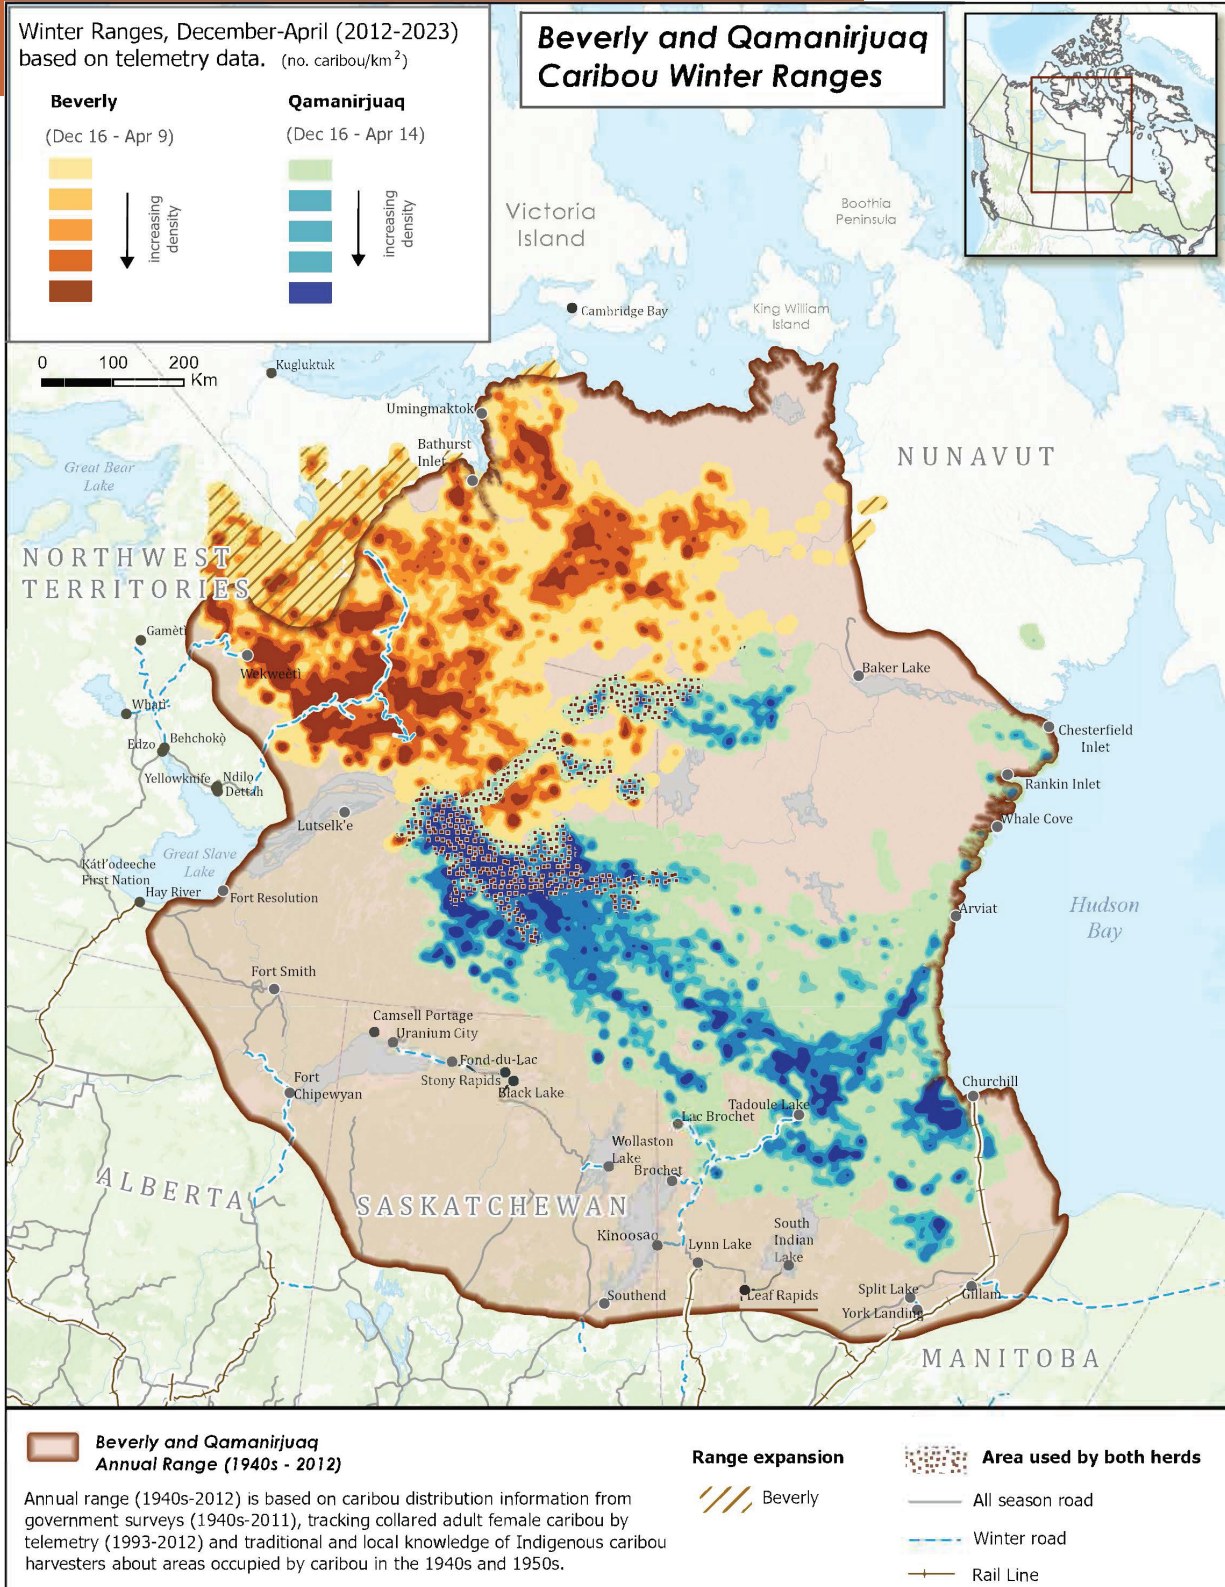 Winter Ranges, December-April (2012-2023)
based on telemetry data. (no. caribou/km²)
Beverly
Qamanirjuaq
(Dec 16 - Apr 9)
(Dec 16 - Apr 14)
increasing
density
increasing
density
Beverly and Qamanirjuaq
Caribou Winter Ranges
0 100 200
Km
Victoria
Island
Boothia
Peninsula
Cambridge Bay
King William
Island
Kugluktuk
Umingmaktok
Bathurst
Inlet
Great Bear
Lake
NUNAVUT
NORTHWEST
TERRITORIES
Gamètì
Wekweètì
Whatì
Edzo
Behchokǫ̀
Yellowknife
Ndilo
Dettah
Baker Lake
Chesterfield
Inlet
Rankin Inlet
Whale Cove
Lutselk'e
Great Slave
Lake
Kátł'odeeche
First Nation
Hay River
Fort Resolution
Arviat
Hudson
Bay
Fort Smith
Camsell Portage
Uranium City
Fond-du-Lac
Stony Rapids
Black Lake
Fort
Chipewyan
Churchill
Tadoule Lake
Lac Brochet
Wollaston
Lake
Brochet
ALBERTA
SASKATCHEWAN
Kinoosao
South
Indian
Lake
Lynn Lake
Southend
Leaf Rapids
Split Lake
York Landing
Gillam
MANITOBA
Beverly and Qamanirjuaq
Annual Range (1940s - 2012)
Annual range (1940s-2012) is based on caribou distribution information from
government surveys (1940s-2011), tracking collared adult female caribou by
telemetry (1993-2012) and traditional and local knowledge of Indigenous caribou
harvesters about areas occupied by caribou in the 1940s and 1950s.
Range expansion
Beverly
Area used by both herds
All season road
Winter road
Rail Line